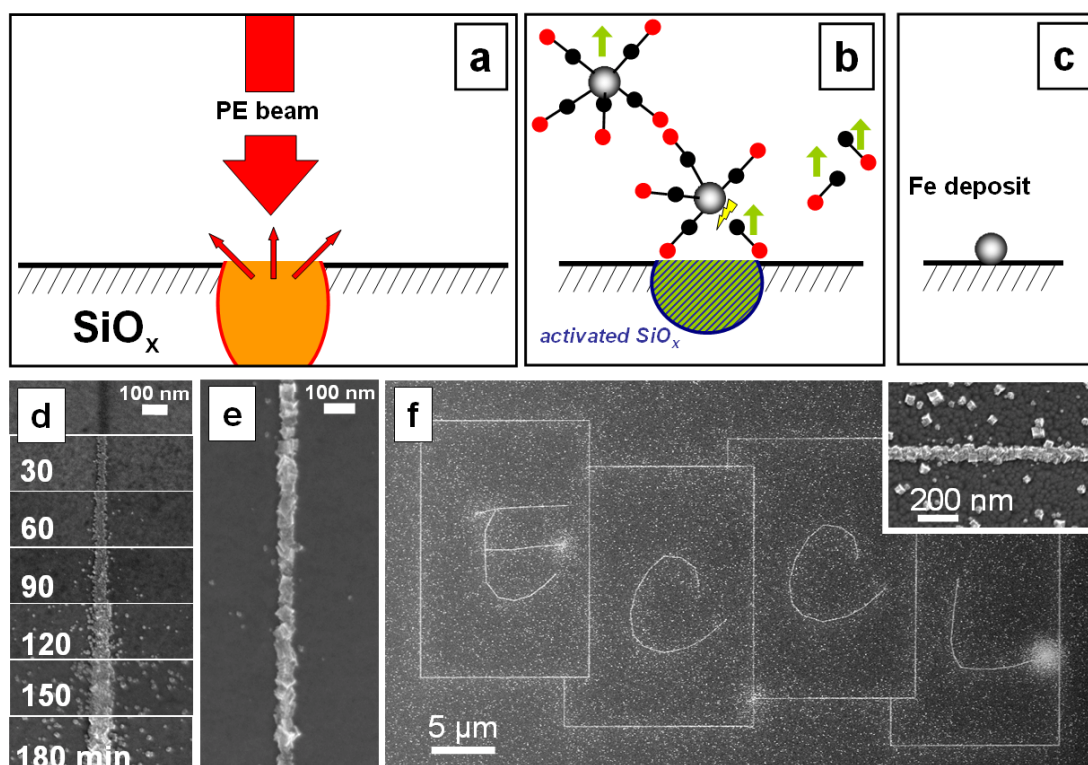 a
PE beam
SiOx
b
activated SiOx
c
Fe deposit
d
100 nm
30
60
90
120
150
180 min
e
100 nm
f
5 µm
200 nm